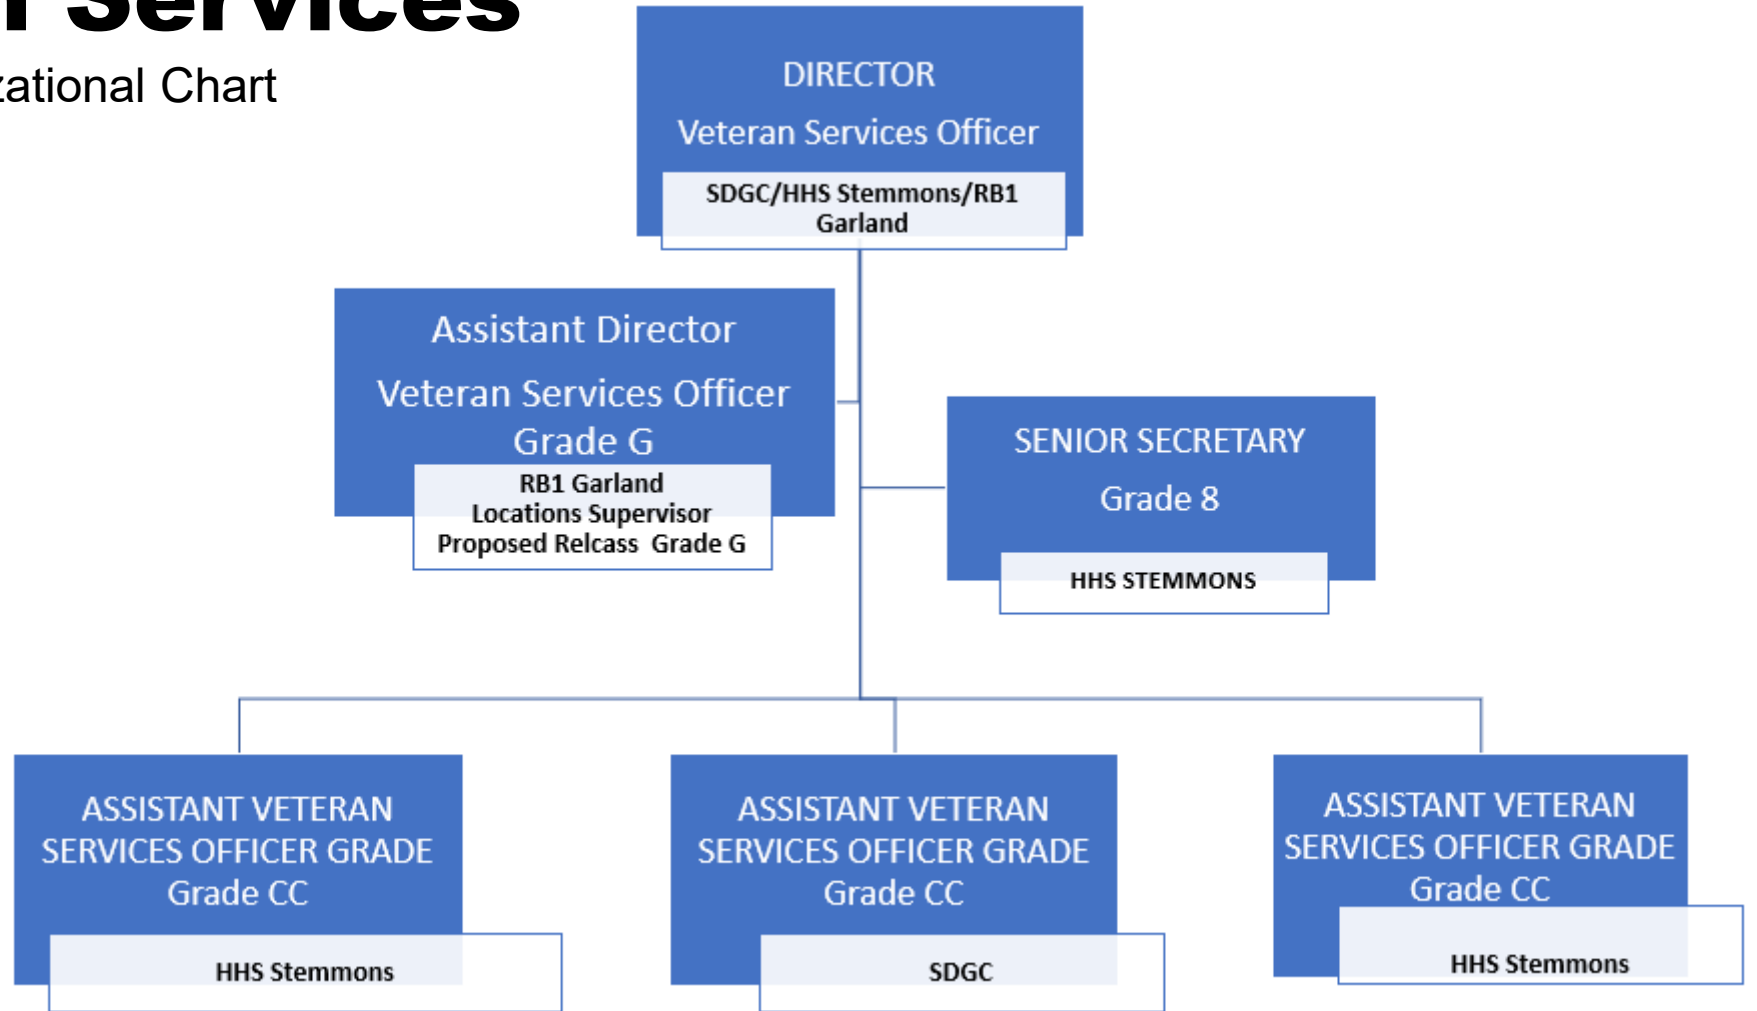 Services
zational Chart
DIRECTOR
Veteran Services Officer
SDGC/HHS Stemmons/RB1
Garland
Assistant Director
Veteran Services Officer
Grade G
RB1 Garland
Locations Supervisor
Proposed Relcass Grade G
SENIOR SECRETARY
Grade 8
HHS STEMMONS
ASSISTANT VETERAN
SERVICES OFFICER GRADE
Grade CC
HHS Stemmons
ASSISTANT VETERAN
SERVICES OFFICER GRADE
Grade CC
SDGC
ASSISTANT VETERAN
SERVICES OFFICER GRADE
Grade CC
HHS Stemmons